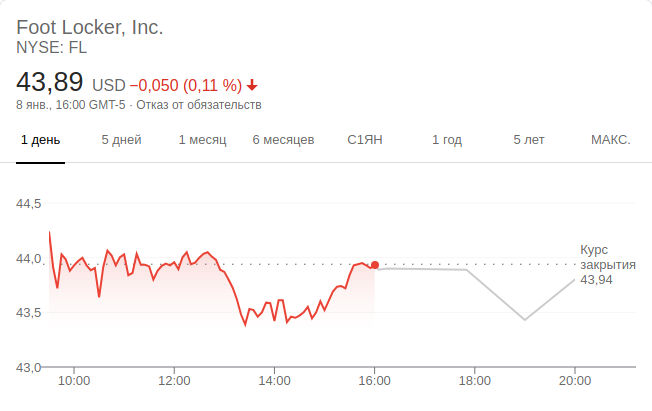 Foot Locker, Inc.
NYSE: FL
43,89 USD −0,050 (0,11 %)
8 янв., 16:00 GMT-5 · Отказ от обязательств
1 день 5 дней 1 месяц 6 месяцев С1ЯН 1 год 5 лет МАКС.
44,5
44,0
43,5
43,0
Курс
закрытия
43,94
10:00 12:00 14:00 16:00 18:00 20:00